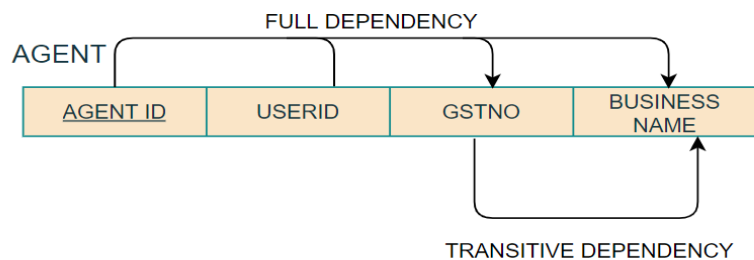 FULL DEPENDENCY
AGENT
AGENT ID
USERID
GSTNO
BUSINESS
NAME
TRANSITIVE DEPENDENCY